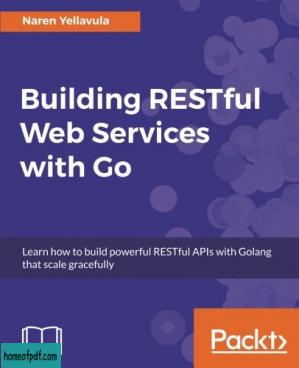 Naren Yellavula
Building RESTful
Web Services
with Go
Learn how to build powerful RESTful APIs with Golang
that scale gracefully
Packt>
homeofpdf.com